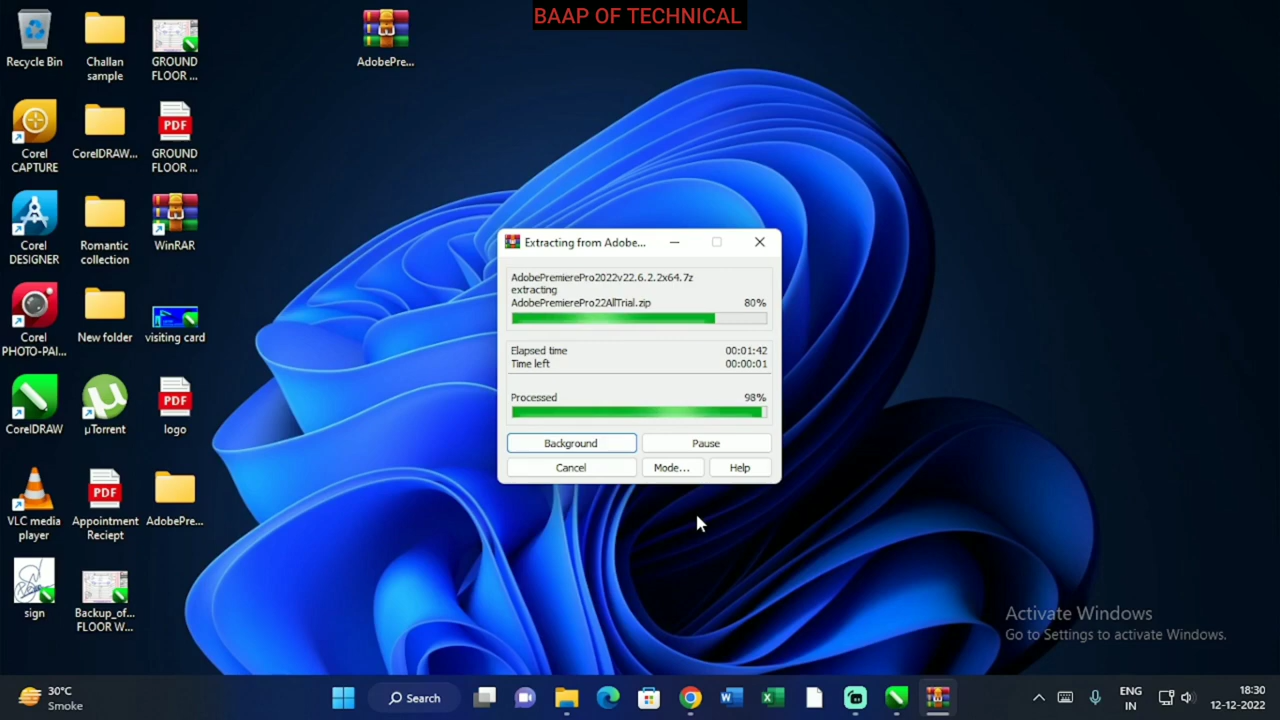 BAAP OF TECHNICAL
Recycle Bin
Challan
sample
GROUND
FLOOR ...
AdobePre...
Corel
CAPTURE
CorelDRAW...
PDF
GROUND
FLOOR ...
Corel
DESIGNER
Romantic
collection
WinRAR
Corel
PHOTO-PAI...
New folder
visiting card
CorelDRAW
µTorrent
PDF
logo
VLC media
player
PDF
Appointment
Reciept
AdobePre...
sign
Backup_of...
FLOOR W...
Extracting from Adobe...
AdobePremierePro2022v22.6.2.2x64.7z
extracting
AdobePremierePro22AllTrial.zip 80%
Elapsed time 00:01:42
Time left 00:00:01
Processed 98%
Background Pause
Cancel Mode... Help
Activate Windows
Go to Settings to activate Windows.
30°C
Smoke
Search
ENG
IN
18:30
12-12-2022